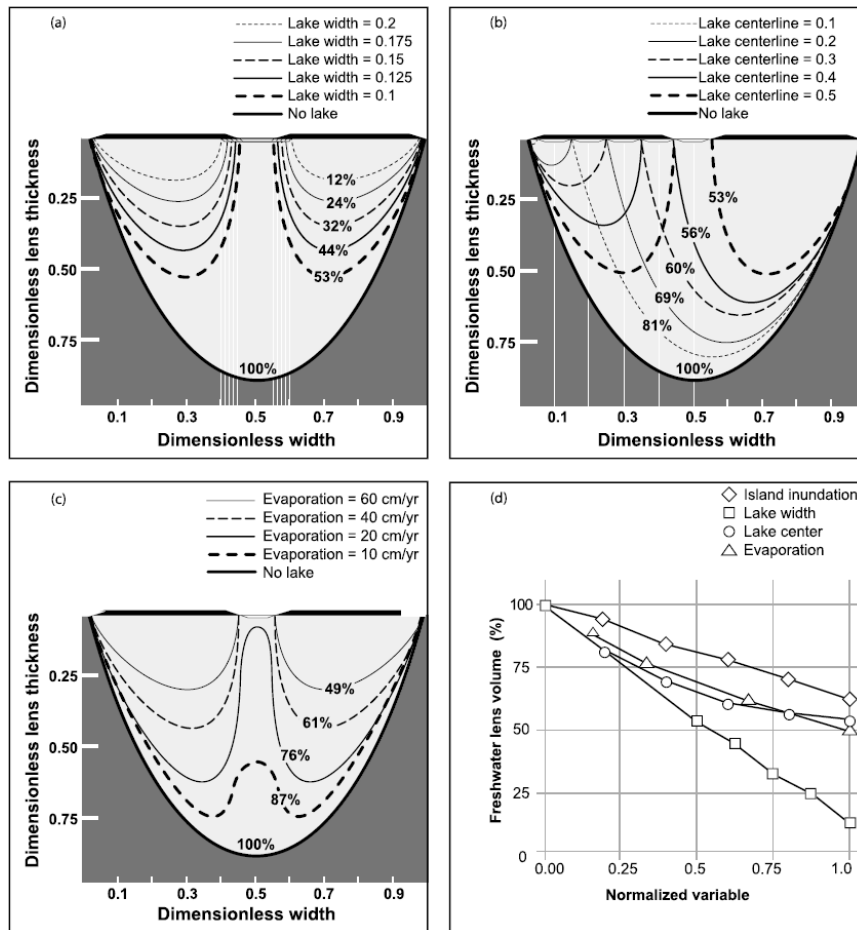 (a)
Lake width = 0.2
Lake width = 0.175
Lake width = 0.15
Lake width = 0.125
Lake width = 0.1
No lake
Dimensionless lens thickness
0.25
0.50
0.75
12%
24%
32%
44%
53%
100%
0.1
0.3
0.5
0.7
0.9
Dimensionless width
(b)
Lake centerline = 0.1
Lake centerline = 0.2
Lake centerline = 0.3
Lake centerline = 0.4
Lake centerline = 0.5
No lake
Dimensionless lens thickness
0.25
0.50
0.75
53%
56%
60%
69%
81%
100%
0.1
0.3
0.5
0.7
0.9
Dimensionless width
(c)
Evaporation = 60 cm/yr
Evaporation = 40 cm/yr
Evaporation = 20 cm/yr
Evaporation = 10 cm/yr
No lake
Dimensionless lens thickness
0.25
0.50
0.75
49%
61%
76%
87%
100%
0.1
0.3
0.5
0.7
0.9
Dimensionless width
(d)
Island inundation
Lake width
Lake center
Evaporation
Freshwater lens volume (%)
100
75
50
25
0
0.00
0.25
0.5
0.75
1.0
Normalized variable